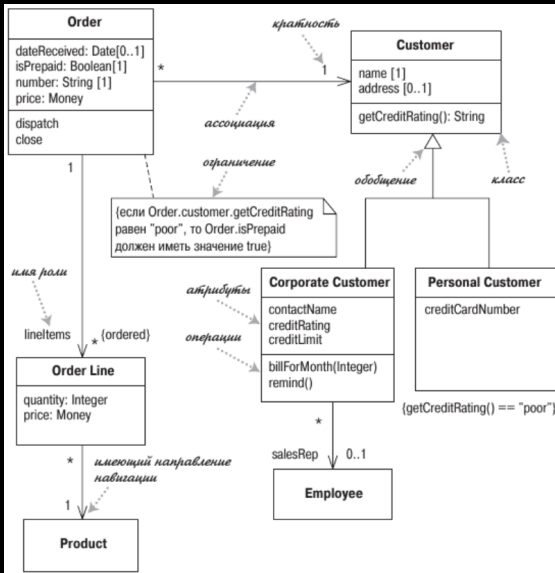 Order
dateReceived: Date[0..1]
isPrepaid: Boolean[1]
number: String [1]
price: Money
dispatch
close
*
1
кратность
ассоциация
Customer
name [1]
address [0..1]
getCreditRating(): String
обобщение
класс
ограничение
{если Order.customer.getCreditRating
равен "poor", то Order.isPrepaid
должен иметь значение true}
1
имя роли
lineItems
* {ordered}
атрибуты
операции
Corporate Customer
contactName
creditRating
creditLimit
billForMonth(Integer)
remind()
Personal Customer
creditCardNumber
{getCreditRating() == "poor"}
Order Line
quantity: Integer
price: Money
*
имеющий направление
навигации
1
Product
*
salesRep 0..1
Employee